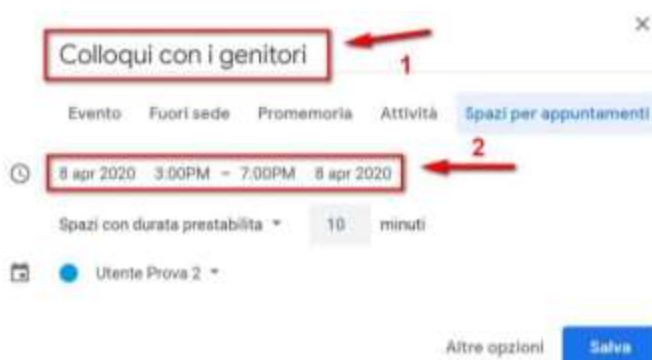 Colloqui con i genitori
1
Evento Fuori sede Promemoria Attività Spazi per appuntamenti
2
8 apr 2020 3:00PM – 7:00PM 8 apr 2020
Spazi con durata prestabilita 10 minuti
Utente Prova 2
Altre opzioni Salva